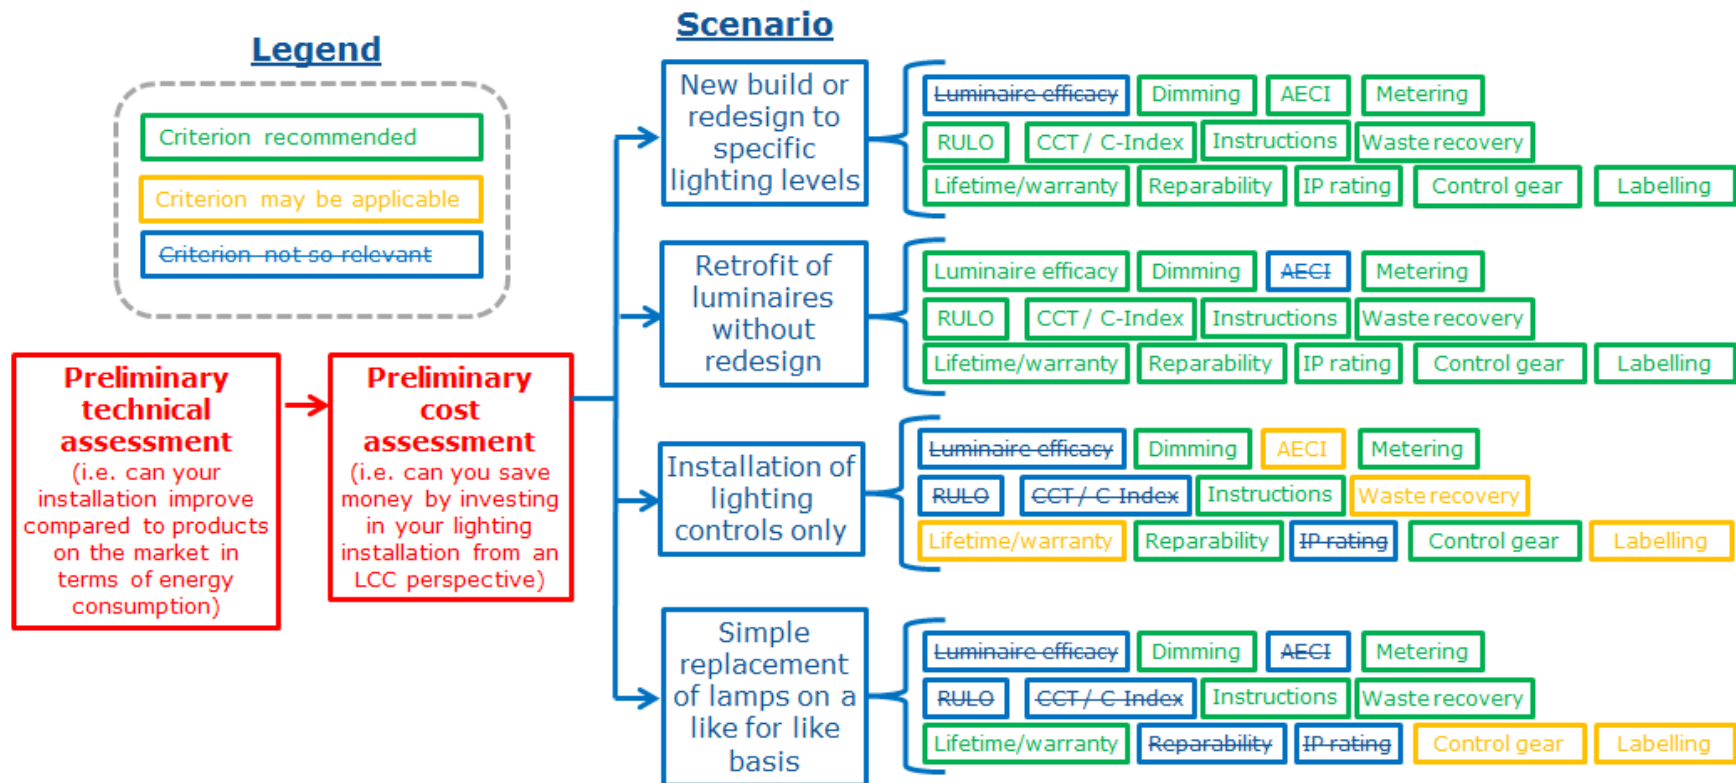 Legend
Criterion recommended
Criterion may be applicable
Criterion not so relevant
Preliminary
technical
assessment
(i.e. can your
installation improve
compared to products
on the market in
terms of energy
consumption)
Preliminary
cost
assessment
(i.e. can you save
money by investing
in your lighting
installation from an
LCC perspective)
Scenario
New build or
redesign to
specific
lighting levels
Luminaire efficacy Dimming AECI Metering
RULO CCT / C-Index Instructions Waste recovery
Lifetime/warranty Reparability IP rating Control gear Labelling
Retrofit of
luminaires
without
redesign
Luminaire efficacy Dimming AECI Metering
RULO CCT / C-Index Instructions Waste recovery
Lifetime/warranty Reparability IP rating Control gear Labelling
Installation of
lighting
controls only
Luminaire efficacy Dimming AECI Metering
RULO CCT / C-Index Instructions Waste recovery
Lifetime/warranty Reparability IP rating Control gear Labelling
Simple
replacement
of lamps on a
like for like
basis
Luminaire efficacy Dimming AECI Metering
RULO CCT / C-Index Instructions Waste recovery
Lifetime/warranty Reparability IP rating Control gear Labelling